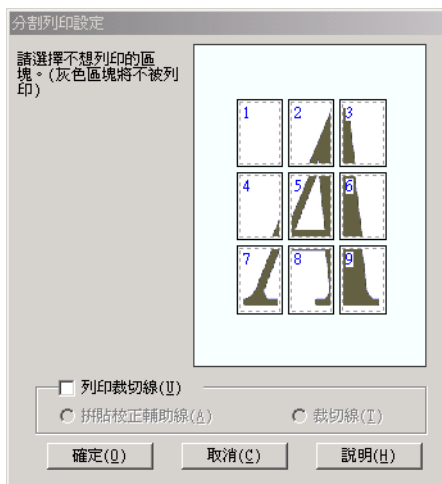 分割列印設定
請選擇不想列印的區
塊。(灰色區塊將不被列
印)
1 2 3
4 5 6
7 8 9
列印裁切線(U)
拼貼校正輔助線(A) 裁切線(T)
確定(O) 取消(C) 說明(H)